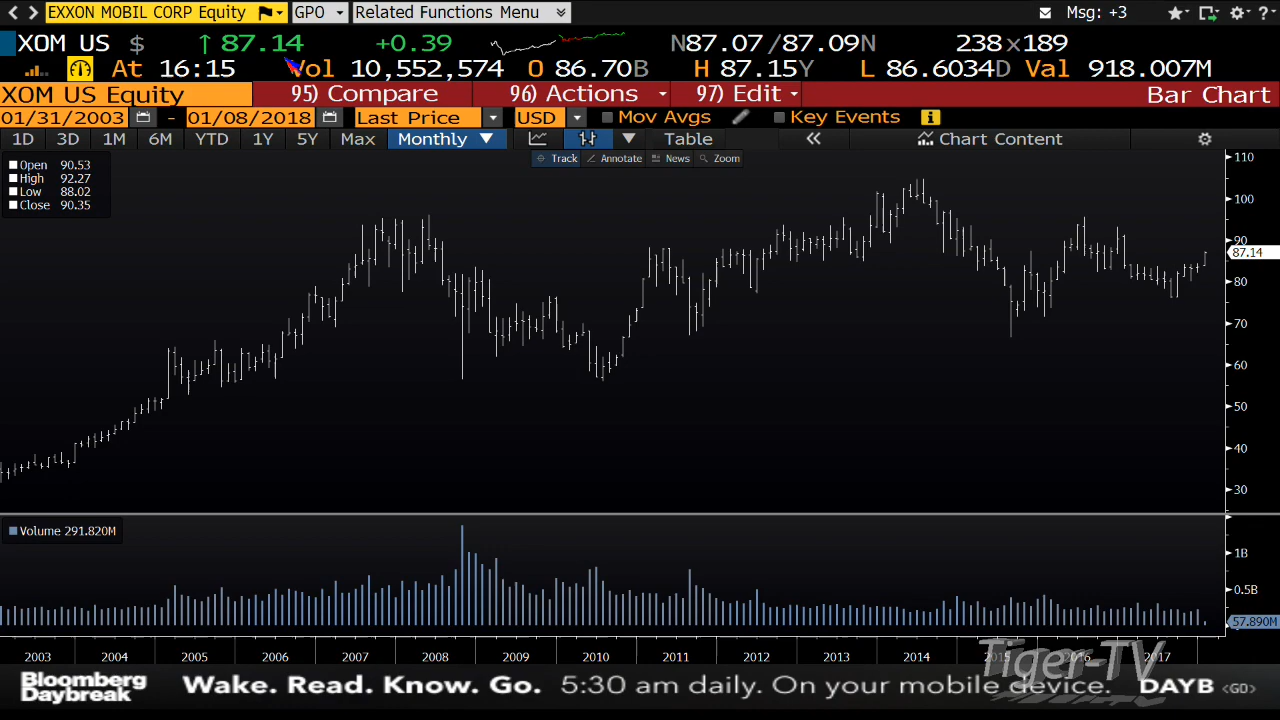 EXXON MOBIL CORP Equity GPO Related Functions Menu Msg: +3 ?
XOM US $ ↑ 87.14 +0.39 N87.07/87.09N 238x189
At 16:15 Vol 10,552,574 O 86.70B H 87.15Y L 86.6034D Val 918.007M
XOM US Equity 95) Compare 96) Actions 97) Edit Bar Chart
01/31/2003 - 01/08/2018 Last Price USD Mov Avgs Key Events
1D 3D 1M 6M YTD 1Y 5Y Max Monthly ▼ Table « Chart Content
Track Annotate News Zoom
Open 90.53
High 92.27
Low 88.02
Close 90.35
110
100
90
87.14
80
70
60
50
40
30
Volume 291.820M
1B
0.5B
57.890M
2003 2004 2005 2006 2007 2008 2009 2010 2011 2012 2013 2014 2015 2016 2017
Tiger-TV
Bloomberg Daybreak Wake. Read. Know. Go. 5:30 am daily. On your mobile device. DAYB <GO>